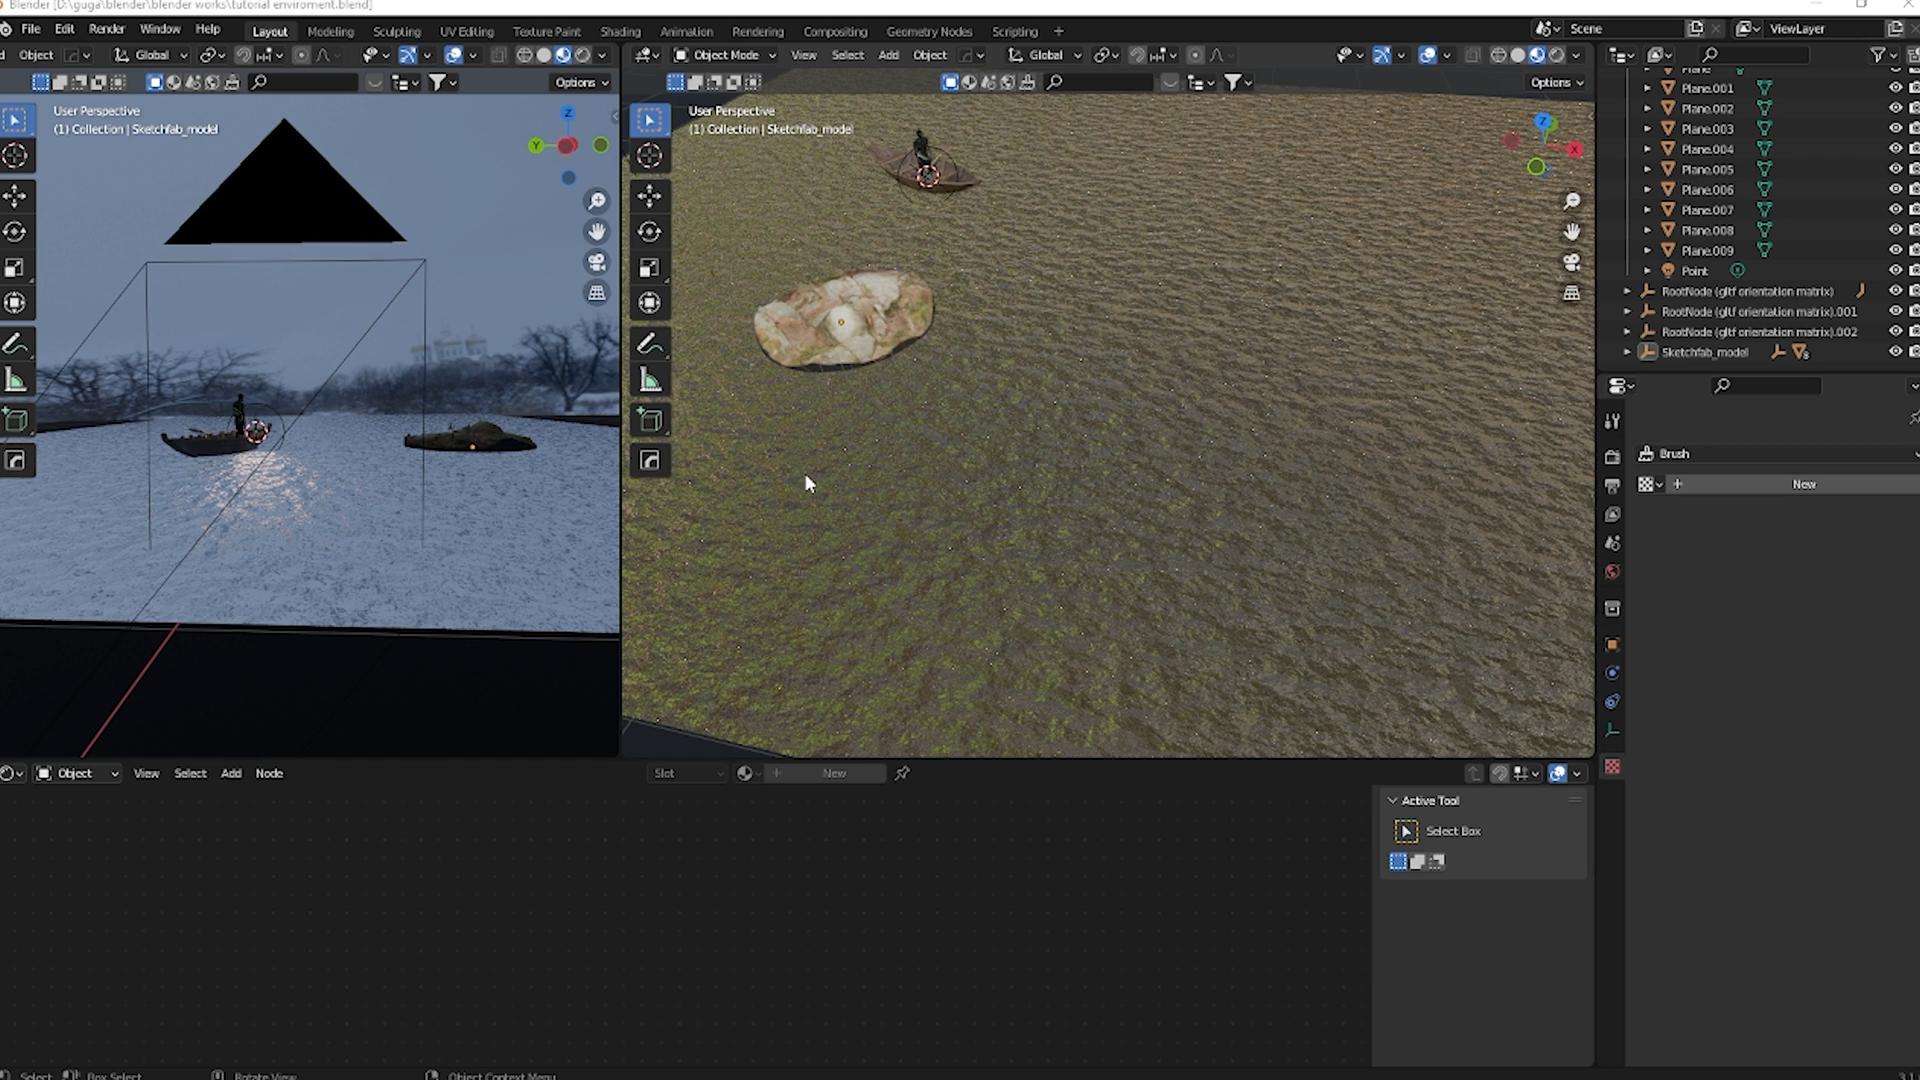 Blender [D:\guga\blender\blender works\tutorial enviroment.blend]
File Edit Render Window Help Layout Modeling Sculpting UV Editing Texture Paint Shading Animation Rendering Compositing Geometry Nodes Scripting + Scene ViewLayer
Object Global Object Mode View Select Add Object Global
Options Options
User Perspective
(1) Collection | Sketchfab_model
User Perspective
(1) Collection | Sketchfab_model
Z
Y
Z
X
Plane
Plane.001
Plane.002
Plane.003
Plane.004
Plane.005
Plane.006
Plane.007
Plane.008
Plane.009
Point
RootNode (gltf orientation matrix)
RootNode (gltf orientation matrix).001
RootNode (gltf orientation matrix).002
Sketchfab_model
8
Brush
+ New
Object View Select Add Node Slot + New
Active Tool
Select Box
Select Box Select Rotate View Object Context Menu